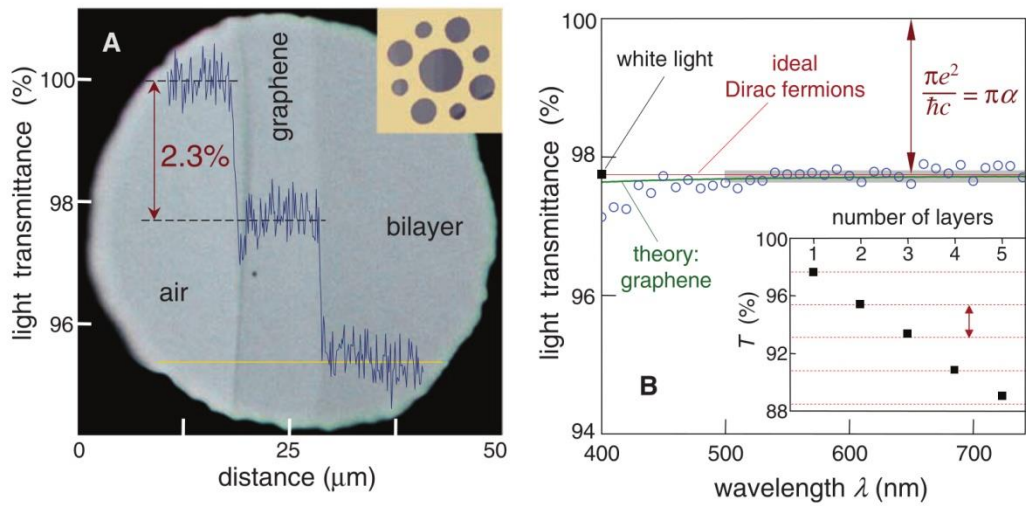 A
light transmittance (%)
100
98
96
2.3%
graphene
air
bilayer
0
25
50
distance (μm)
B
light transmittance (%)
100
98
96
94
white light
ideal
Dirac fermions
πe²/ħc = πα
theory:
graphene
number of layers
1 2 3 4 5
T (%)
100
96
92
88
400 500 600 700
wavelength λ (nm)